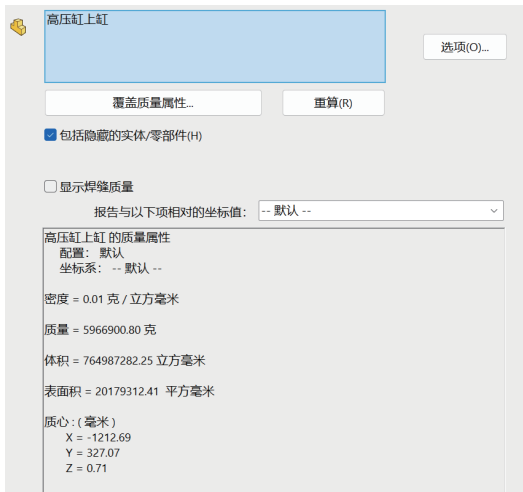 高压缸上缸
选项(O)...
覆盖质量属性...
重算(R)
包括隐藏的实体/零部件(H)
显示焊缝质量
报告与以下项相对的坐标值：
-- 默认 --
高压缸上缸 的质量属性
配置： 默认
坐标系： -- 默认 --
密度 = 0.01 克 / 立方毫米
质量 = 5966900.80 克
体积 = 764987282.25 立方毫米
表面积 = 20179312.41 平方毫米
质心 : ( 毫米 )
X = -1212.69
Y = 327.07
Z = 0.71